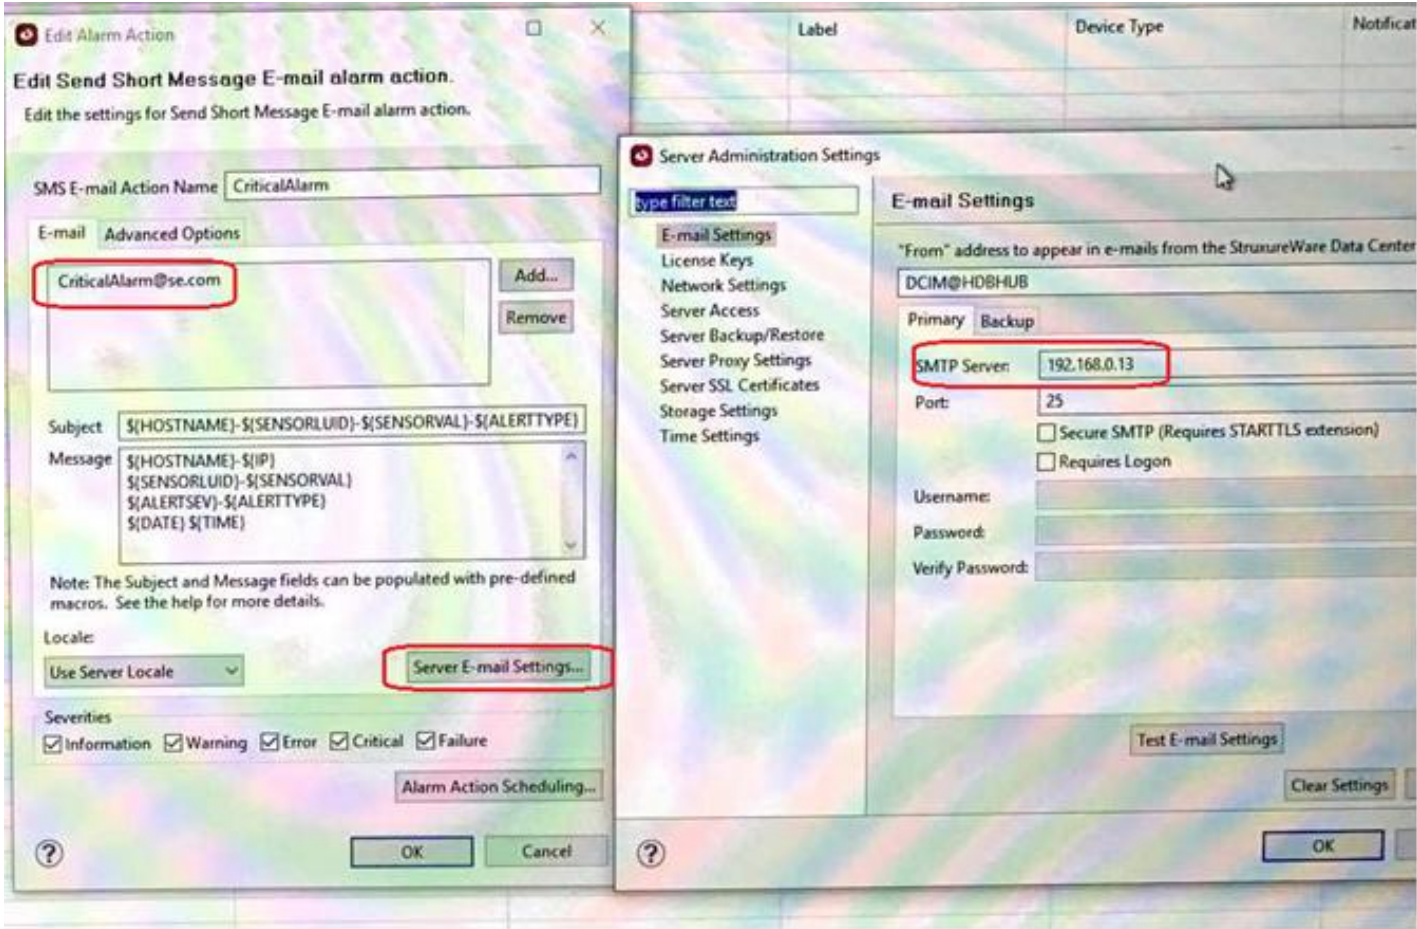 Edit Alarm Action
Edit Send Short Message E-mail alarm action.
Edit the settings for Send Short Message E-mail alarm action.
SMS E-mail Action Name CriticalAlarm
E-mail Advanced Options
CriticalAlarm@se.com
Add...
Remove
Subject ${HOSTNAME}-${SENSORLUID}-${SENSORVAL}-${ALERTTYPE}
Message ${HOSTNAME}-${IP}
${SENSORLUID}-${SENSORVAL}
${ALERTSEV}-${ALERTTYPE}
${DATE} ${TIME}
Note: The Subject and Message fields can be populated with pre-defined
macros. See the help for more details.
Locale:
Use Server Locale
Server E-mail Settings...
Severities
Information Warning Error Critical Failure
Alarm Action Scheduling...
? OK Cancel
Label Device Type Notificat
Server Administration Settings
type filter text
E-mail Settings
License Keys
Network Settings
Server Access
Server Backup/Restore
Server Proxy Settings
Server SSL Certificates
Storage Settings
Time Settings
E-mail Settings
"From" address to appear in e-mails from the StruxureWare Data Center
DCIM@HDBHUB
Primary Backup
SMTP Server: 192.168.0.13
Port: 25
Secure SMTP (Requires STARTTLS extension)
Requires Logon
Username:
Password:
Verify Password:
Test E-mail Settings
Clear Settings
? OK